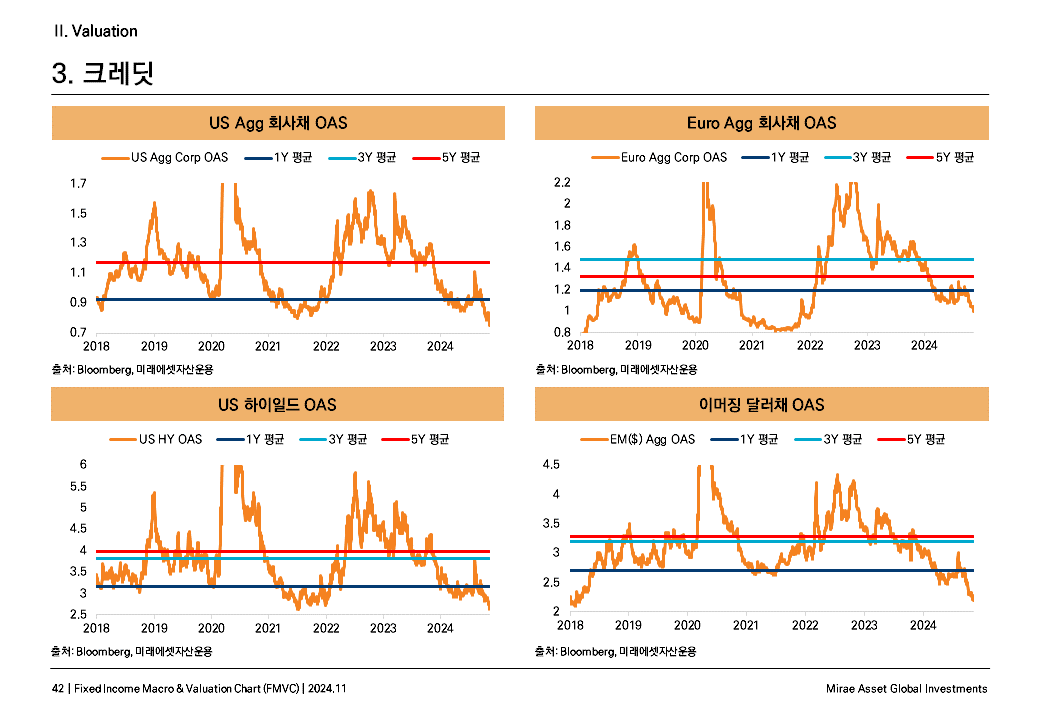 II. Valuation
3. 크레딧
US Agg 회사채 OAS
US Agg Corp OAS 1Y 평균 3Y 평균 5Y 평균
1.7
1.5
1.3
1.1
0.9
0.7
2018 2019 2020 2021 2022 2023 2024
출처: Bloomberg, 미래에셋자산운용
Euro Agg 회사채 OAS
Euro Agg Corp OAS 1Y 평균 3Y 평균 5Y 평균
2.2
2
1.8
1.6
1.4
1.2
1
0.8
2018 2019 2020 2021 2022 2023 2024
출처: Bloomberg, 미래에셋자산운용
US 하이일드 OAS
US HY OAS 1Y 평균 3Y 평균 5Y 평균
6
5.5
5
4.5
4
3.5
3
2.5
2018 2019 2020 2021 2022 2023 2024
출처: Bloomberg, 미래에셋자산운용
이머징 달러채 OAS
EM($) Agg OAS 1Y 평균 3Y 평균 5Y 평균
4.5
4
3.5
3
2.5
2
2018 2019 2020 2021 2022 2023 2024
출처: Bloomberg, 미래에셋자산운용
42 | Fixed Income Macro & Valuation Chart (FMVC) | 2024.11
Mirae Asset Global Investments